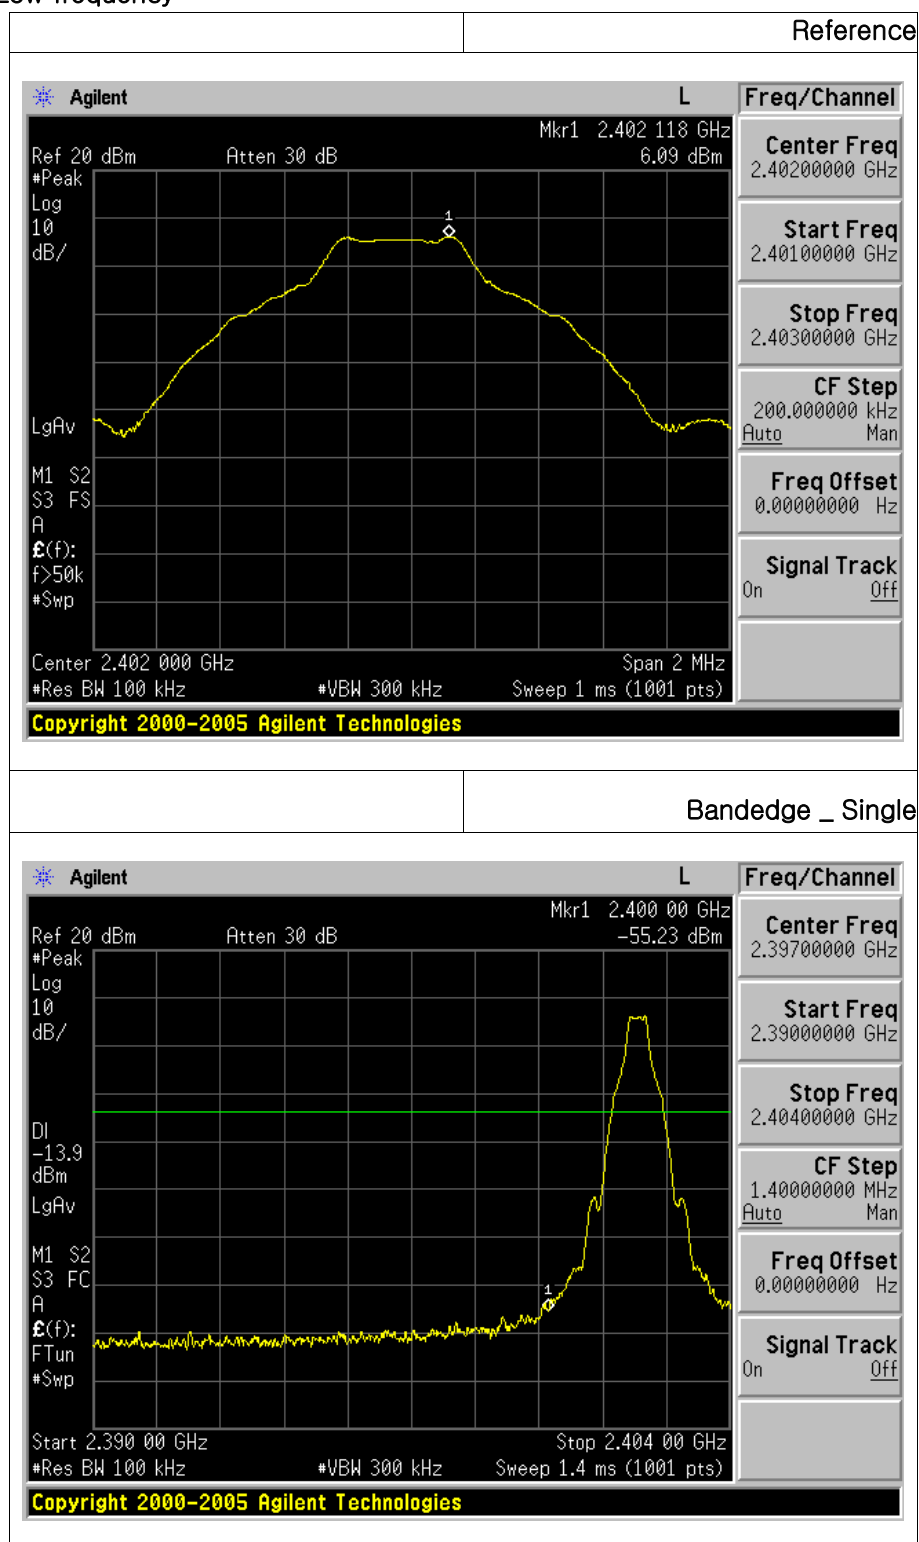 Low frequency
Reference
Agilent L Freq/Channel
Mkr1 2.402 118 GHz
Ref 20 dBm Atten 30 dB 6.09 dBm
#Peak
Log
10
dB/
1
LgAv
M1 S2
S3 FS
A
£(f):
f>50k
#Swp
Center 2.402 000 GHz Span 2 MHz
#Res BW 100 kHz #VBW 300 kHz Sweep 1 ms (1001 pts)
Center Freq
2.40200000 GHz
Start Freq
2.40100000 GHz
Stop Freq
2.40300000 GHz
CF Step
200.000000 kHz
Auto Man
Freq Offset
0.00000000 Hz
Signal Track
On Off
Copyright 2000-2005 Agilent Technologies
Bandedge _ Single
Agilent L Freq/Channel
Mkr1 2.400 00 GHz
Ref 20 dBm Atten 30 dB -55.23 dBm
#Peak
Log
10
dB/
DI
-13.9
dBm
LgAv
1
M1 S2
S3 FC
A
£(f):
FTun
#Swp
Start 2.390 00 GHz Stop 2.404 00 GHz
#Res BW 100 kHz #VBW 300 kHz Sweep 1.4 ms (1001 pts)
Center Freq
2.39700000 GHz
Start Freq
2.39000000 GHz
Stop Freq
2.40400000 GHz
CF Step
1.40000000 MHz
Auto Man
Freq Offset
0.00000000 Hz
Signal Track
On Off
Copyright 2000-2005 Agilent Technologies